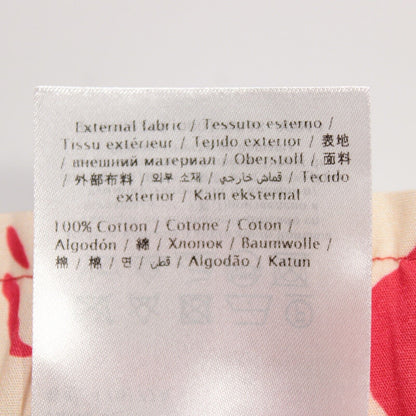 External fabric / Tessuto esterno /
Tissu extérieur / Tejido exterior / 表地
/ внешний материал / Oberstoff / 面料
/ 外部布料 / 외부 소재 / قماش خارجي / Tecido
exterior / Kain eksternal
100% Cotton / Cotone / Coton /
Algodón / 綿 / Хлопок / Baumwolle /
棉 / 棉 / 면 / قطن / Algodão / Katun